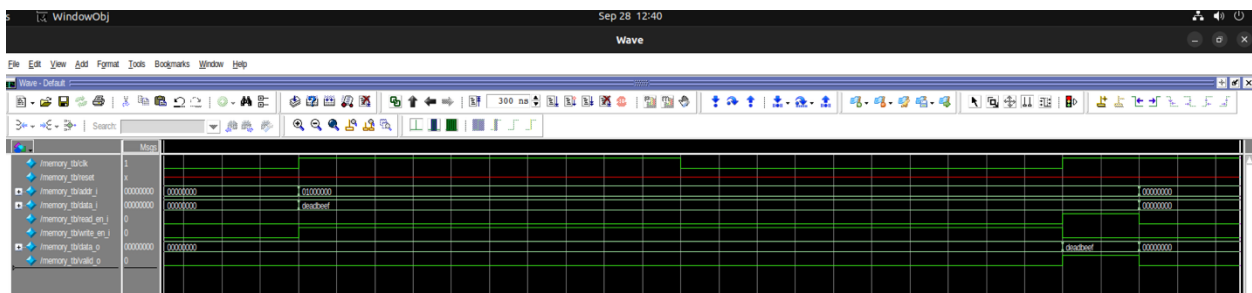 s WindowObj Sep 28 12:40
Wave
File Edit View Add Format Tools Bookmarks Window Help
Wave - Default
300 ns
Search:
Msgs
/memory_tb/clk 1
/memory_tb/reset x
/memory_tb/addr_i 00000000 00000000 01000000 00000000
/memory_tb/data_i 00000000 00000000 deadbeef 00000000
/memory_tb/read_en_i 0
/memory_tb/write_en_i 0
/memory_tb/data_o 00000000 00000000 deadbeef 00000000
/memory_tb/valid_o 0